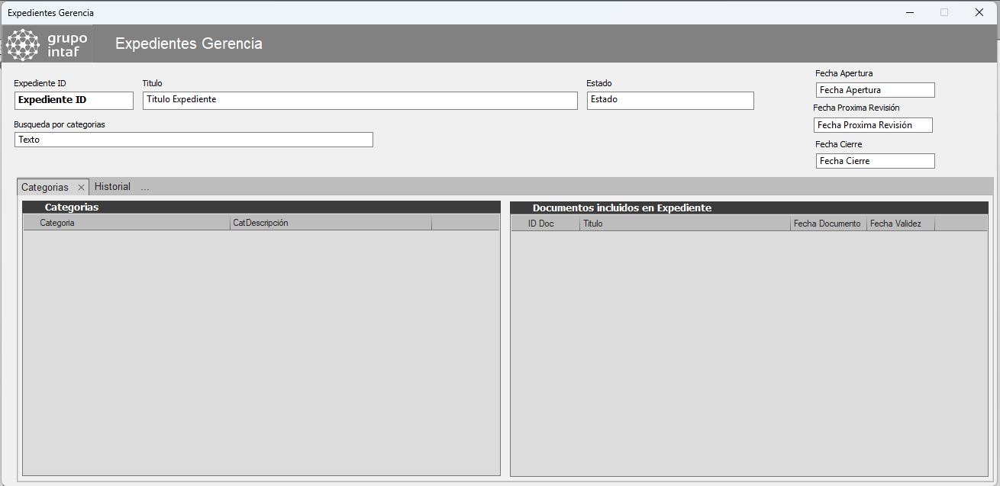 Expedientes Gerencia
grupo
intaf
Expedientes Gerencia
Expediente ID
Titulo
Estado
Fecha Apertura
Expediente ID
Titulo Expediente
Estado
Fecha Apertura
Fecha Proxima Revisión
Busqueda por categorias
Fecha Proxima Revisión
Texto
Fecha Cierre
Fecha Cierre
Categorias
Historial
...
Categorias
Documentos incluidos en Expediente
Categoria
CatDescripción
ID Doc
Titulo
Fecha Documento
Fecha Validez